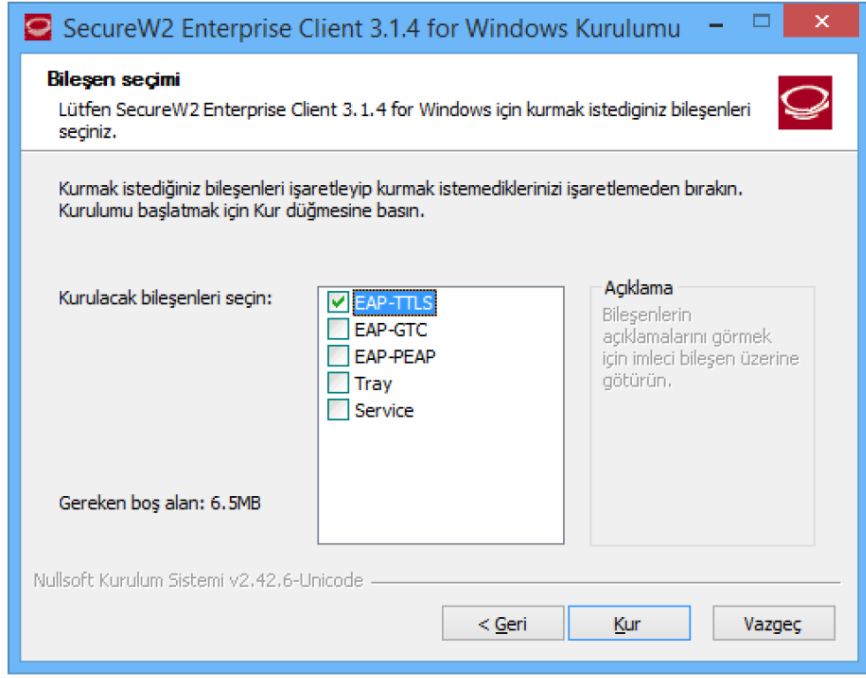 SecureW2 Enterprise Client 3.1.4 for Windows Kurulumu
Bileşen seçimi
Lütfen SecureW2 Enterprise Client 3.1.4 for Windows için kurmak istediginiz bileşenleri
seçiniz.
Kurmak istediğiniz bileşenleri işaretleyip kurmak istemediklerinizi işaretlemeden bırakın.
Kurulumu başlatmak için Kur düğmesine basın.
Kurulacak bileşenleri seçin:
EAP-TTLS
EAP-GTC
EAP-PEAP
Tray
Service
Açıklama
Bileşenlerin
açıklamalarını görmek
için imleci bileşen üzerine
götürün.
Gereken boş alan: 6.5MB
Nullsoft Kurulum Sistemi v2.42.6-Unicode
< Geri
Kur
Vazgeç